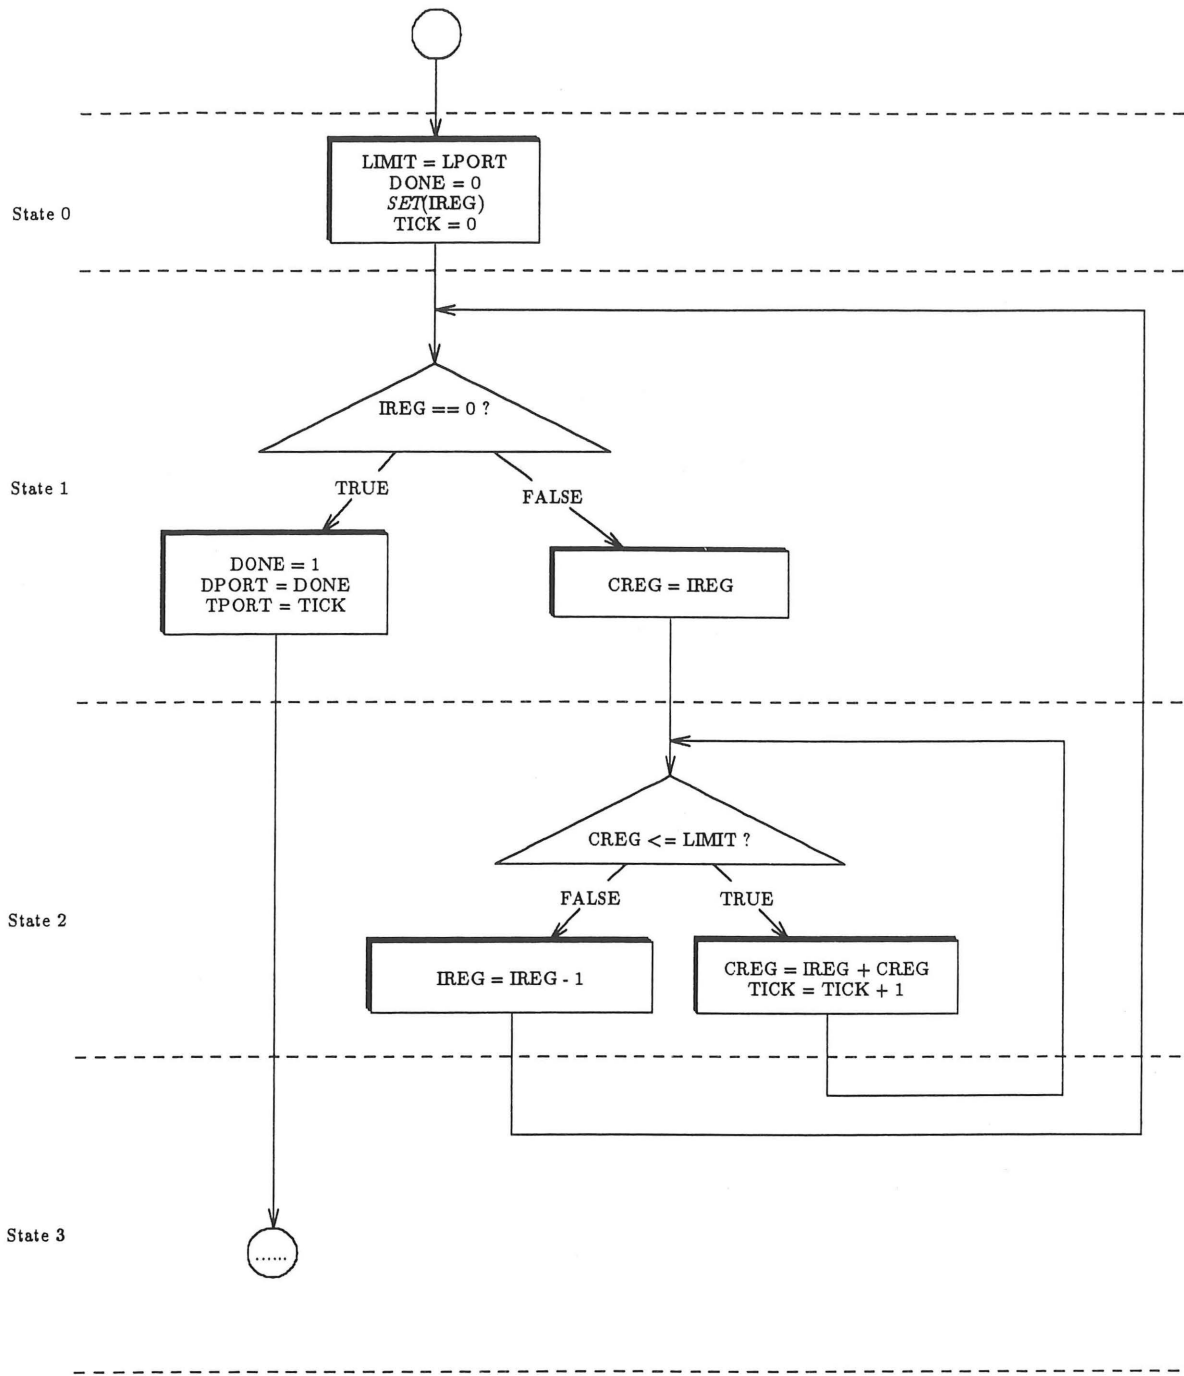 LIMIT = LPORT
DONE = 0
SET(IREG)
TICK = 0
State 0
IREG == 0 ?
State 1
TRUE
FALSE
DONE = 1
DPORT = DONE
TPORT = TICK
CREG = IREG
CREG <= LIMIT ?
State 2
FALSE
TRUE
IREG = IREG - 1
CREG = IREG + CREG
TICK = TICK + 1
State 3
......